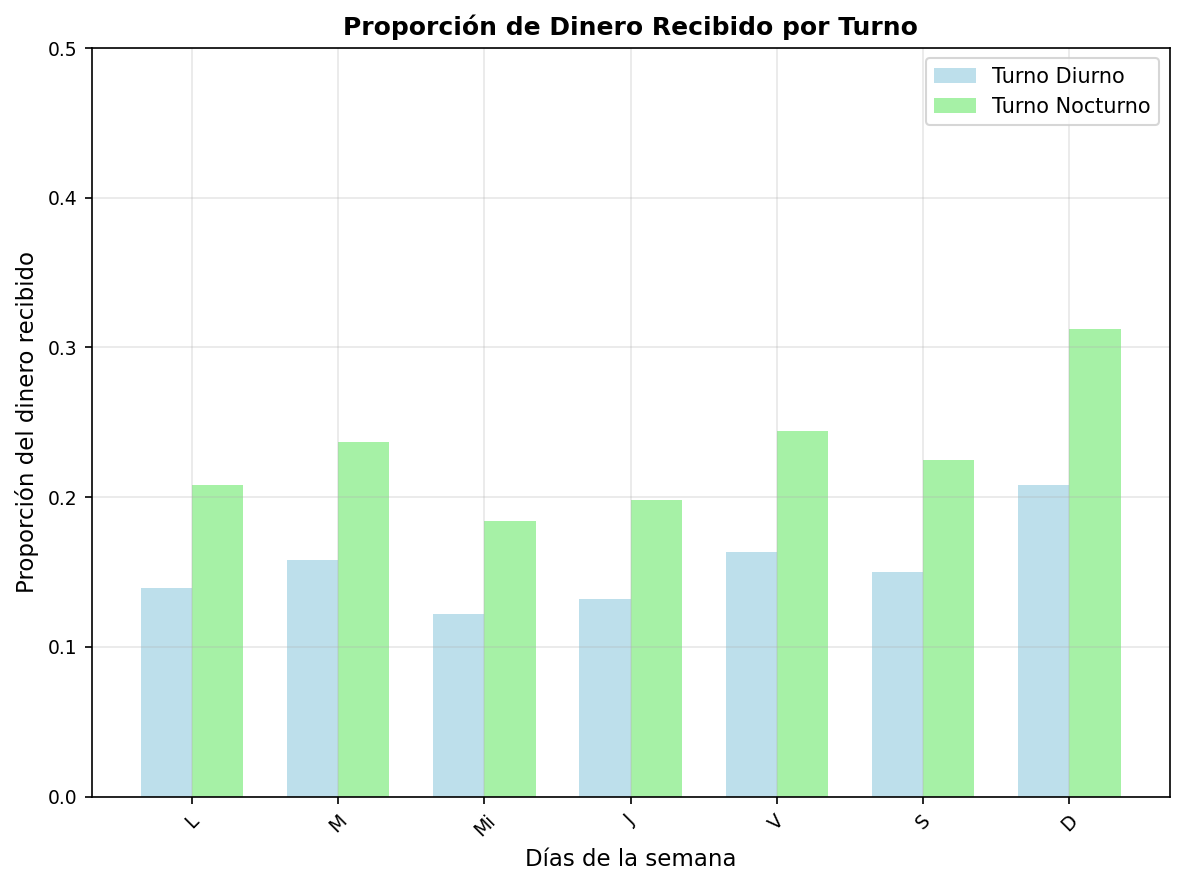 Proporción de Dinero Recibido por Turno
Turno Diurno
Turno Nocturno
Proporción del dinero recibido
0.5
0.4
0.3
0.2
0.1
0.0
L
M
Mi
J
V
S
D
Días de la semana